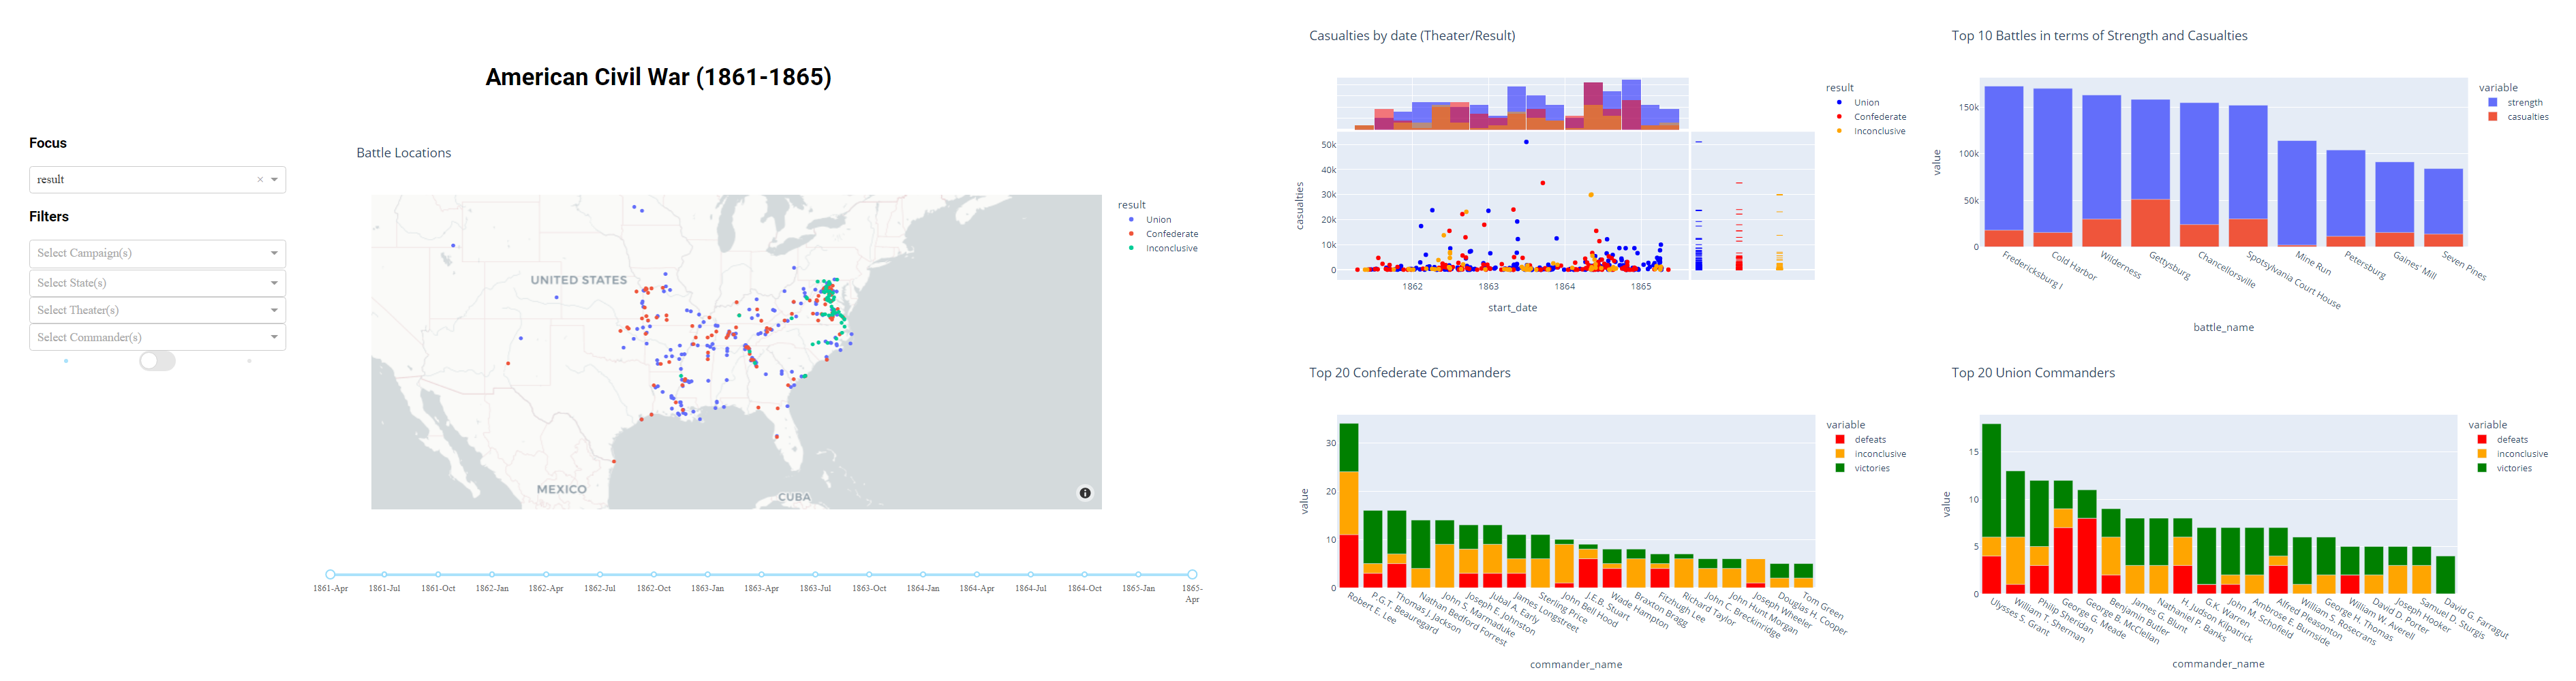 American Civil War (1861-1865)
Focus
result
Filters
Select Campaign(s)
Select State(s)
Select Theater(s)
Select Commander(s)
Battle Locations
UNITED STATES
MEXICO
CUBA
result
Union
Confederate
Inconclusive
1861-Apr
1861-Jul
1861-Oct
1862-Jan
1862-Apr
1862-Jul
1862-Oct
1863-Jan
1863-Apr
1863-Jul
1863-Oct
1864-Jan
1864-Apr
1864-Jul
1864-Oct
1865-Jan
1865-
Apr
Casualties by date (Theater/Result)
casualties
50k
40k
30k
20k
10k
0
1862
1863
1864
1865
start_date
result
Union
Confederate
Inconclusive
Top 10 Battles in terms of Strength and Casualties
value
150k
100k
50k
0
Fredericksburg I
Cold Harbor
Wilderness
Gettysburg
Chancellorsville
Spotsylvania Court House
Mine Run
Petersburg
Gaines' Mill
Seven Pines
battle_name
variable
strength
casualties
Top 20 Confederate Commanders
value
30
20
10
0
Robert E. Lee
P.G.T. Beauregard
Thomas J. Jackson
Nathan Bedford Forrest
John S. Marmaduke
Joseph E. Johnston
Jubal A. Early
James Longstreet
Sterling Price
John Bell Hood
J.E.B. Stuart
Wade Hampton
Braxton Bragg
Fitzhugh Lee
Richard Taylor
John C. Breckinridge
John Hunt Morgan
Joseph Wheeler
Douglas H. Cooper
Tom Green
commander_name
variable
defeats
inconclusive
victories
Top 20 Union Commanders
value
15
10
5
0
Ulysses S. Grant
William T. Sherman
Philip Sheridan
George G. Meade
George B. McClellan
Benjamin Butler
James G. Blunt
Nathaniel P. Banks
H. Judson Kilpatrick
G.K. Warren
John M. Schofield
Ambrose E. Burnside
Alfred Pleasonton
William S. Rosecrans
George H. Thomas
William W. Averell
David D. Porter
Joseph Hooker
Samuel D. Sturgis
David G. Farragut
commander_name
variable
defeats
inconclusive
victories